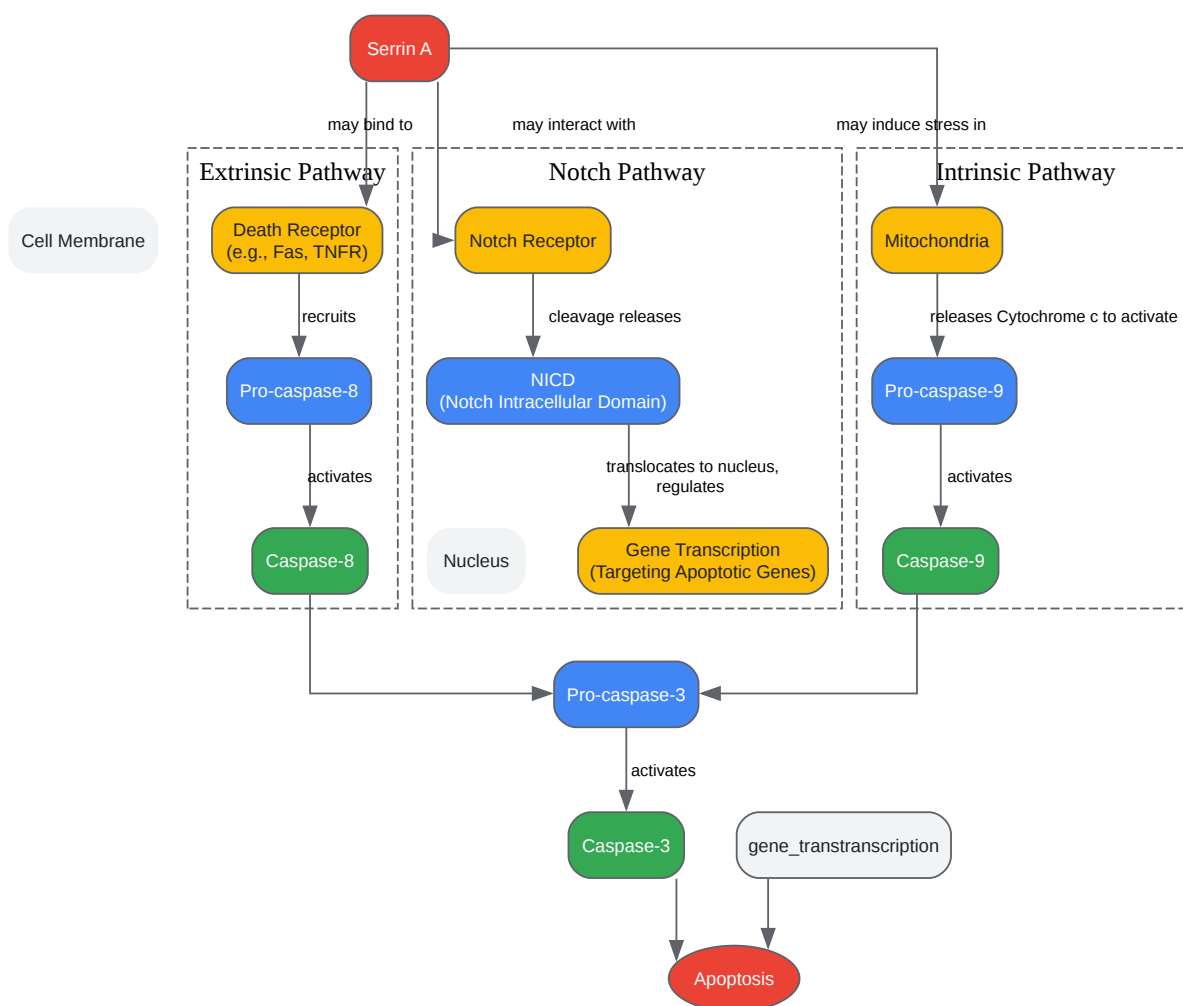 Serrin A
may bind to
may interact with
may induce stress in
Extrinsic Pathway
Notch Pathway
Intrinsic Pathway
Cell Membrane
Death Receptor
(e.g., Fas, TNFR)
Notch Receptor
Mitochondria
recruits
cleavage releases
releases Cytochrome c to activate
Pro-caspase-8
NICD
(Notch Intracellular Domain)
Pro-caspase-9
activates
translocates to nucleus,
regulates
activates
Caspase-8
Nucleus
Gene Transcription
(Targeting Apoptotic Genes)
Caspase-9
Pro-caspase-3
activates
Caspase-3
gene_transtranscription
Apoptosis